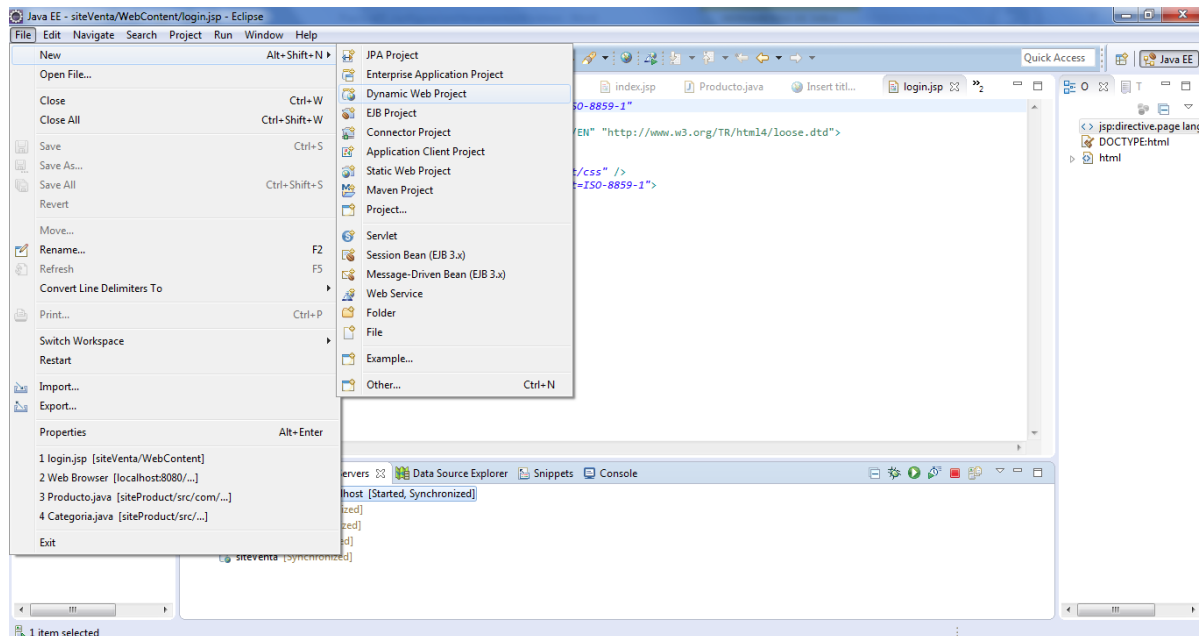 Java EE - siteVenta/WebContent/login.jsp - Eclipse
File Edit Navigate Search Project Run Window Help
New Alt+Shift+N
Open File...
Close Ctrl+W
Close All Ctrl+Shift+W
Save Ctrl+S
Save As...
Save All Ctrl+Shift+S
Revert
Move...
Rename... F2
Refresh F5
Convert Line Delimiters To
Print... Ctrl+P
Switch Workspace
Restart
Import...
Export...
Properties Alt+Enter
1 login.jsp [siteVenta/WebContent]
2 Web Browser [localhost:8080/...]
3 Producto.java [siteProduct/src/com/...]
4 Categoria.java [siteProduct/src/...]
Exit
JPA Project
Enterprise Application Project
Dynamic Web Project
EJB Project
Connector Project
Application Client Project
Static Web Project
Maven Project
Project...
Servlet
Session Bean (EJB 3.x)
Message-Driven Bean (EJB 3.x)
Web Service
Folder
File
Example...
Other... Ctrl+N
Quick Access Java EE
index.jsp Producto.java Insert titl... login.jsp »2
O T
SO-8859-1"
/EN" "http://www.w3.org/TR/html4/loose.dtd">
t/css" />
t=ISO-8859-1">
jsp:directive.page lang
DOCTYPE:html
html
ervers Data Source Explorer Snippets Console
lhost [Started, Synchronized]
ized]
zed]
ed]
siteVenta [Synchronized]
1 item selected